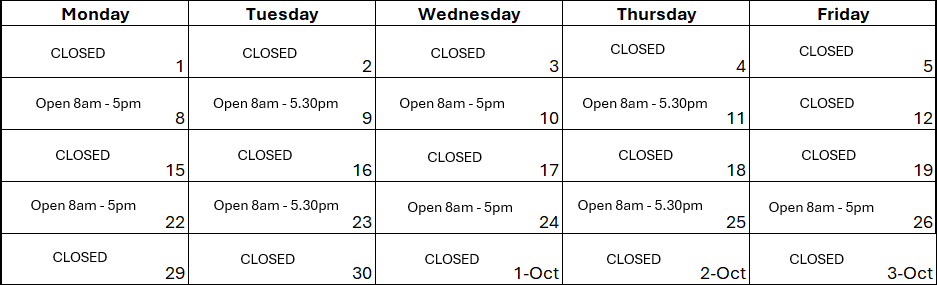 Monday Tuesday Wednesday Thursday Friday
CLOSED CLOSED CLOSED CLOSED CLOSED
1 2 3 4 5
Open 8am - 5pm Open 8am - 5.30pm Open 8am - 5pm Open 8am - 5.30pm CLOSED
8 9 10 11 12
CLOSED CLOSED CLOSED CLOSED CLOSED
15 16 17 18 19
Open 8am - 5pm Open 8am - 5.30pm Open 8am - 5pm Open 8am - 5.30pm Open 8am - 5pm
22 23 24 25 26
CLOSED CLOSED CLOSED CLOSED CLOSED
29 30 1-Oct 2-Oct 3-Oct